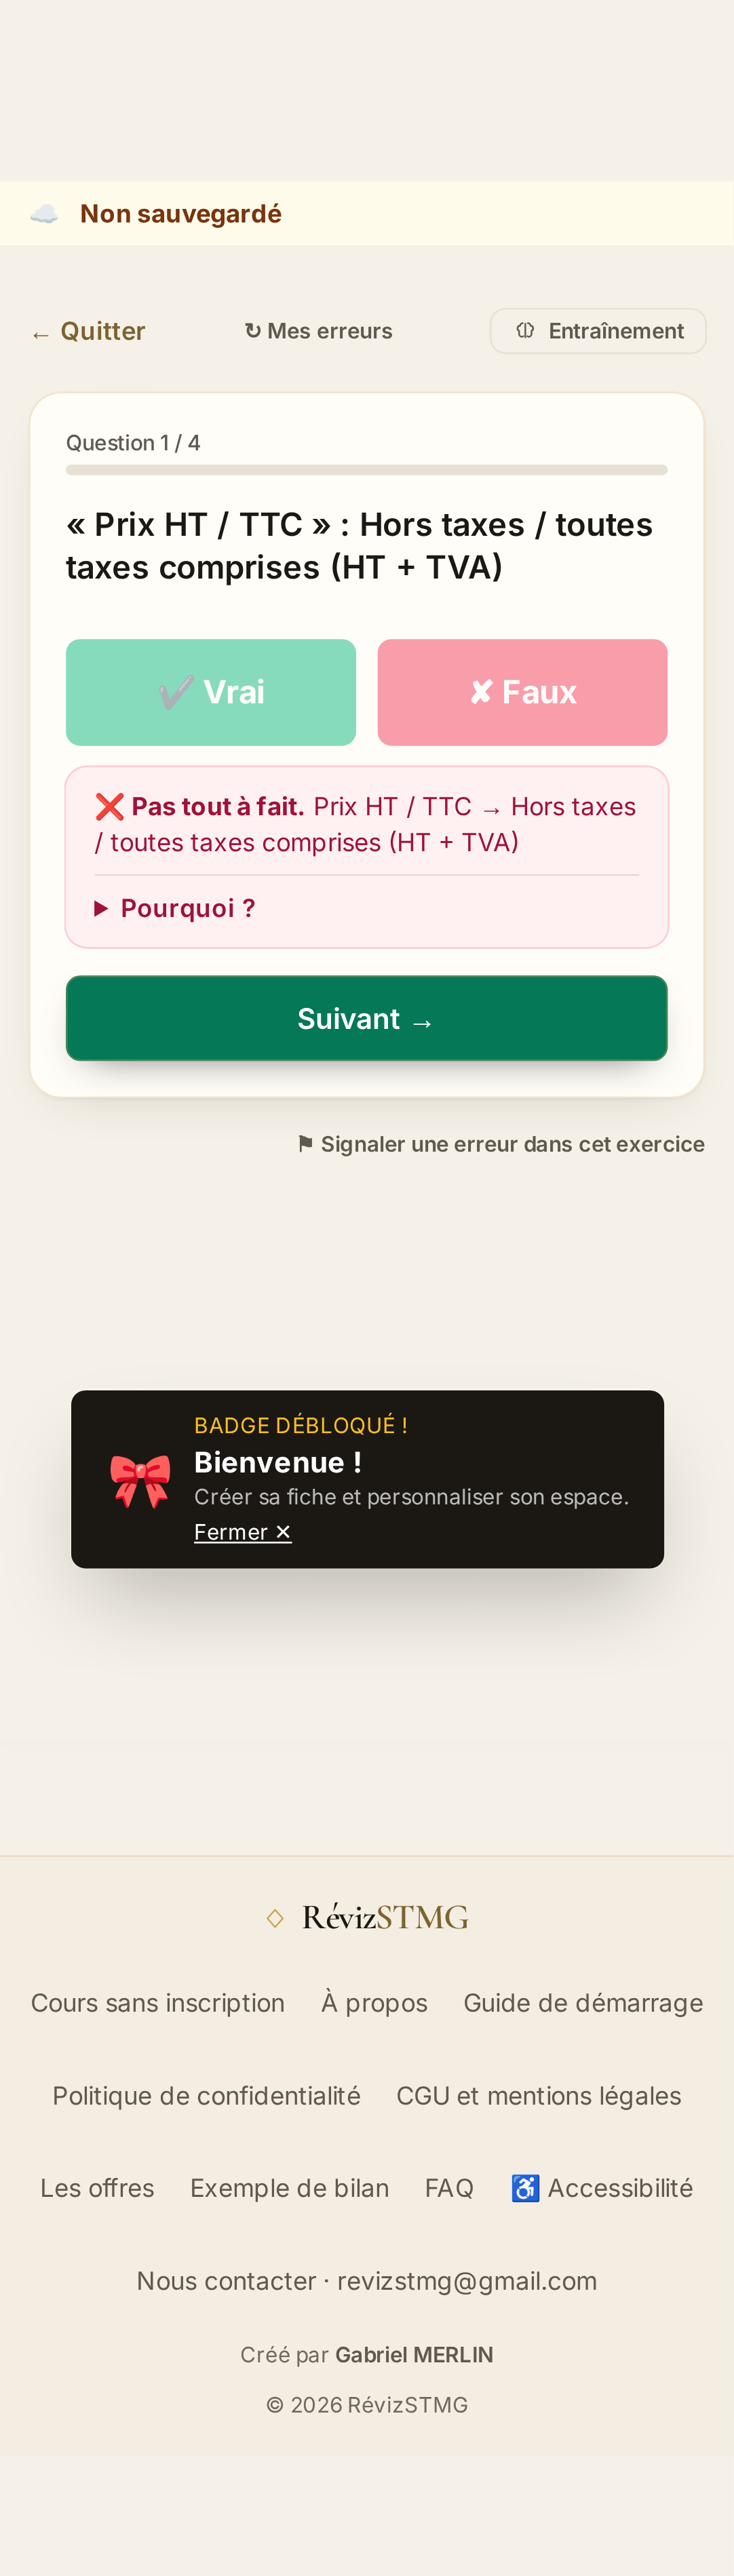 ☁️ Non sauvegardé
← Quitter
↻ Mes erreurs
Entraînement
Question 1 / 4
« Prix HT / TTC » : Hors taxes / toutes
taxes comprises (HT + TVA)
✔ Vrai
✘ Faux
❌ Pas tout à fait. Prix HT / TTC → Hors taxes
/ toutes taxes comprises (HT + TVA)
▶ Pourquoi ?
Suivant →
⚑ Signaler une erreur dans cet exercice
BADGE DÉBLOQUÉ !
Bienvenue !
Créer sa fiche et personnaliser son espace.
Fermer ✕
RévizSTMG
Cours sans inscription
À propos
Guide de démarrage
Politique de confidentialité
CGU et mentions légales
Les offres
Exemple de bilan
FAQ
♿ Accessibilité
Nous contacter · revizstmg@gmail.com
Créé par Gabriel MERLIN
© 2026 RévizSTMG